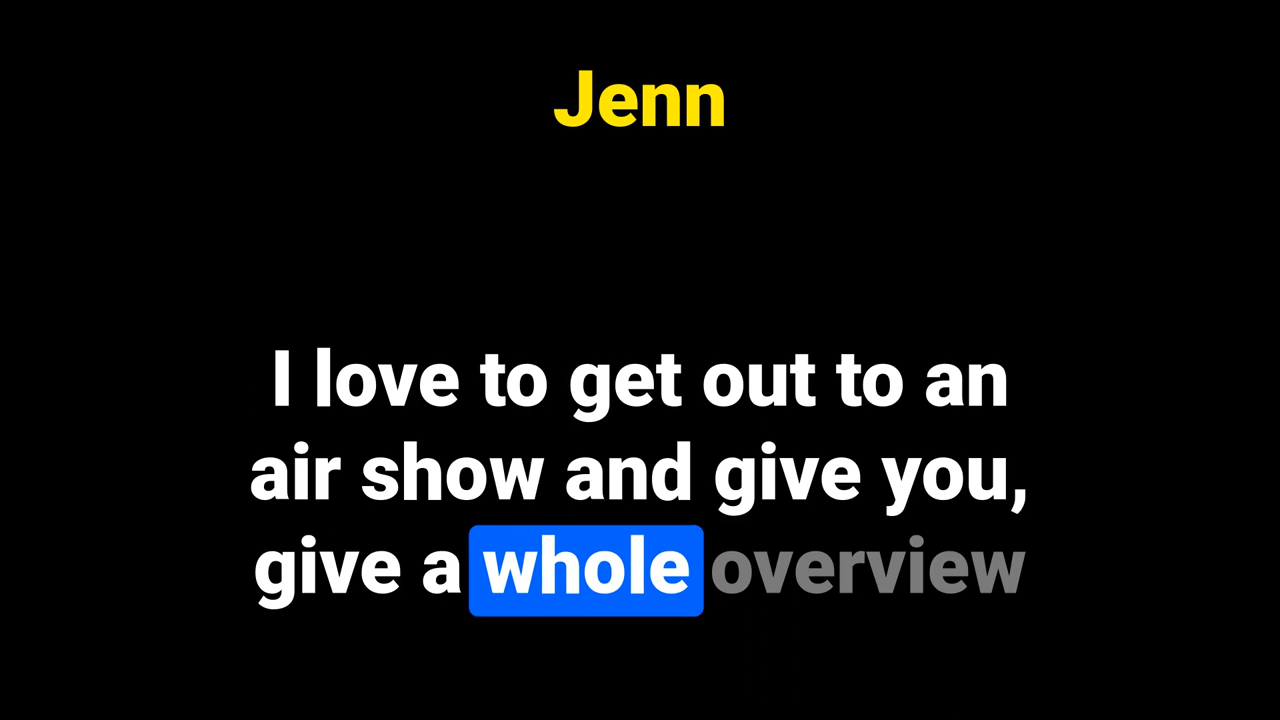 Jenn
I love to get out to an
air show and give you,
give a whole overview